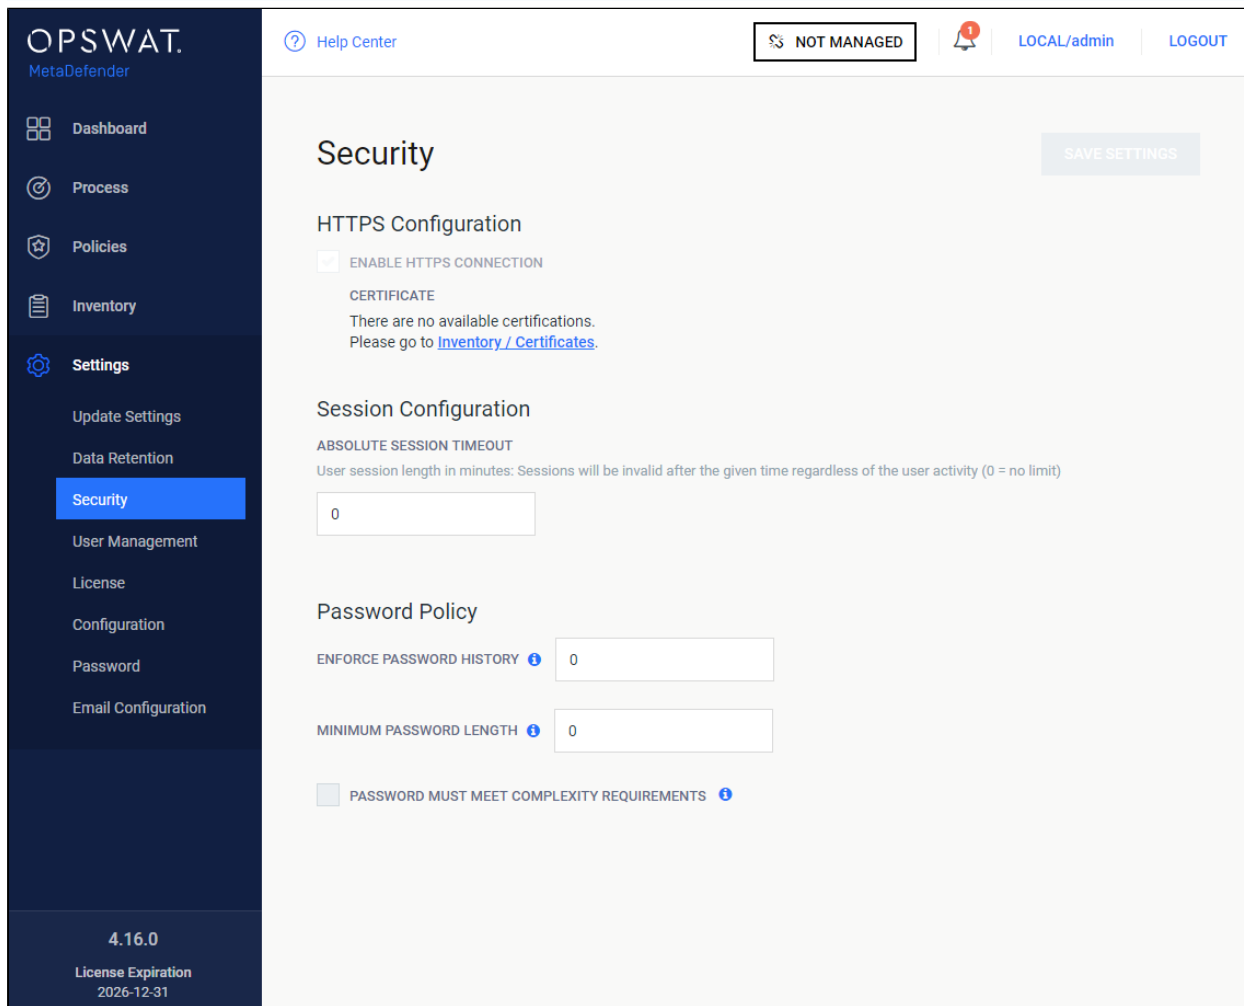 OPSWAT.
MetaDefender
Dashboard
Process
Policies
Inventory
Settings
Update Settings
Data Retention
Security
User Management
License
Configuration
Password
Email Configuration
4.16.0
License Expiration
2026-12-31
Help Center
NOT MANAGED
1
LOCAL/admin
LOGOUT
Security
SAVE SETTINGS
HTTPS Configuration
ENABLE HTTPS CONNECTION
CERTIFICATE
There are no available certifications.
Please go to Inventory / Certificates.
Session Configuration
ABSOLUTE SESSION TIMEOUT
User session length in minutes: Sessions will be invalid after the given time regardless of the user activity (0 = no limit)
0
Password Policy
ENFORCE PASSWORD HISTORY
0
MINIMUM PASSWORD LENGTH
0
PASSWORD MUST MEET COMPLEXITY REQUIREMENTS